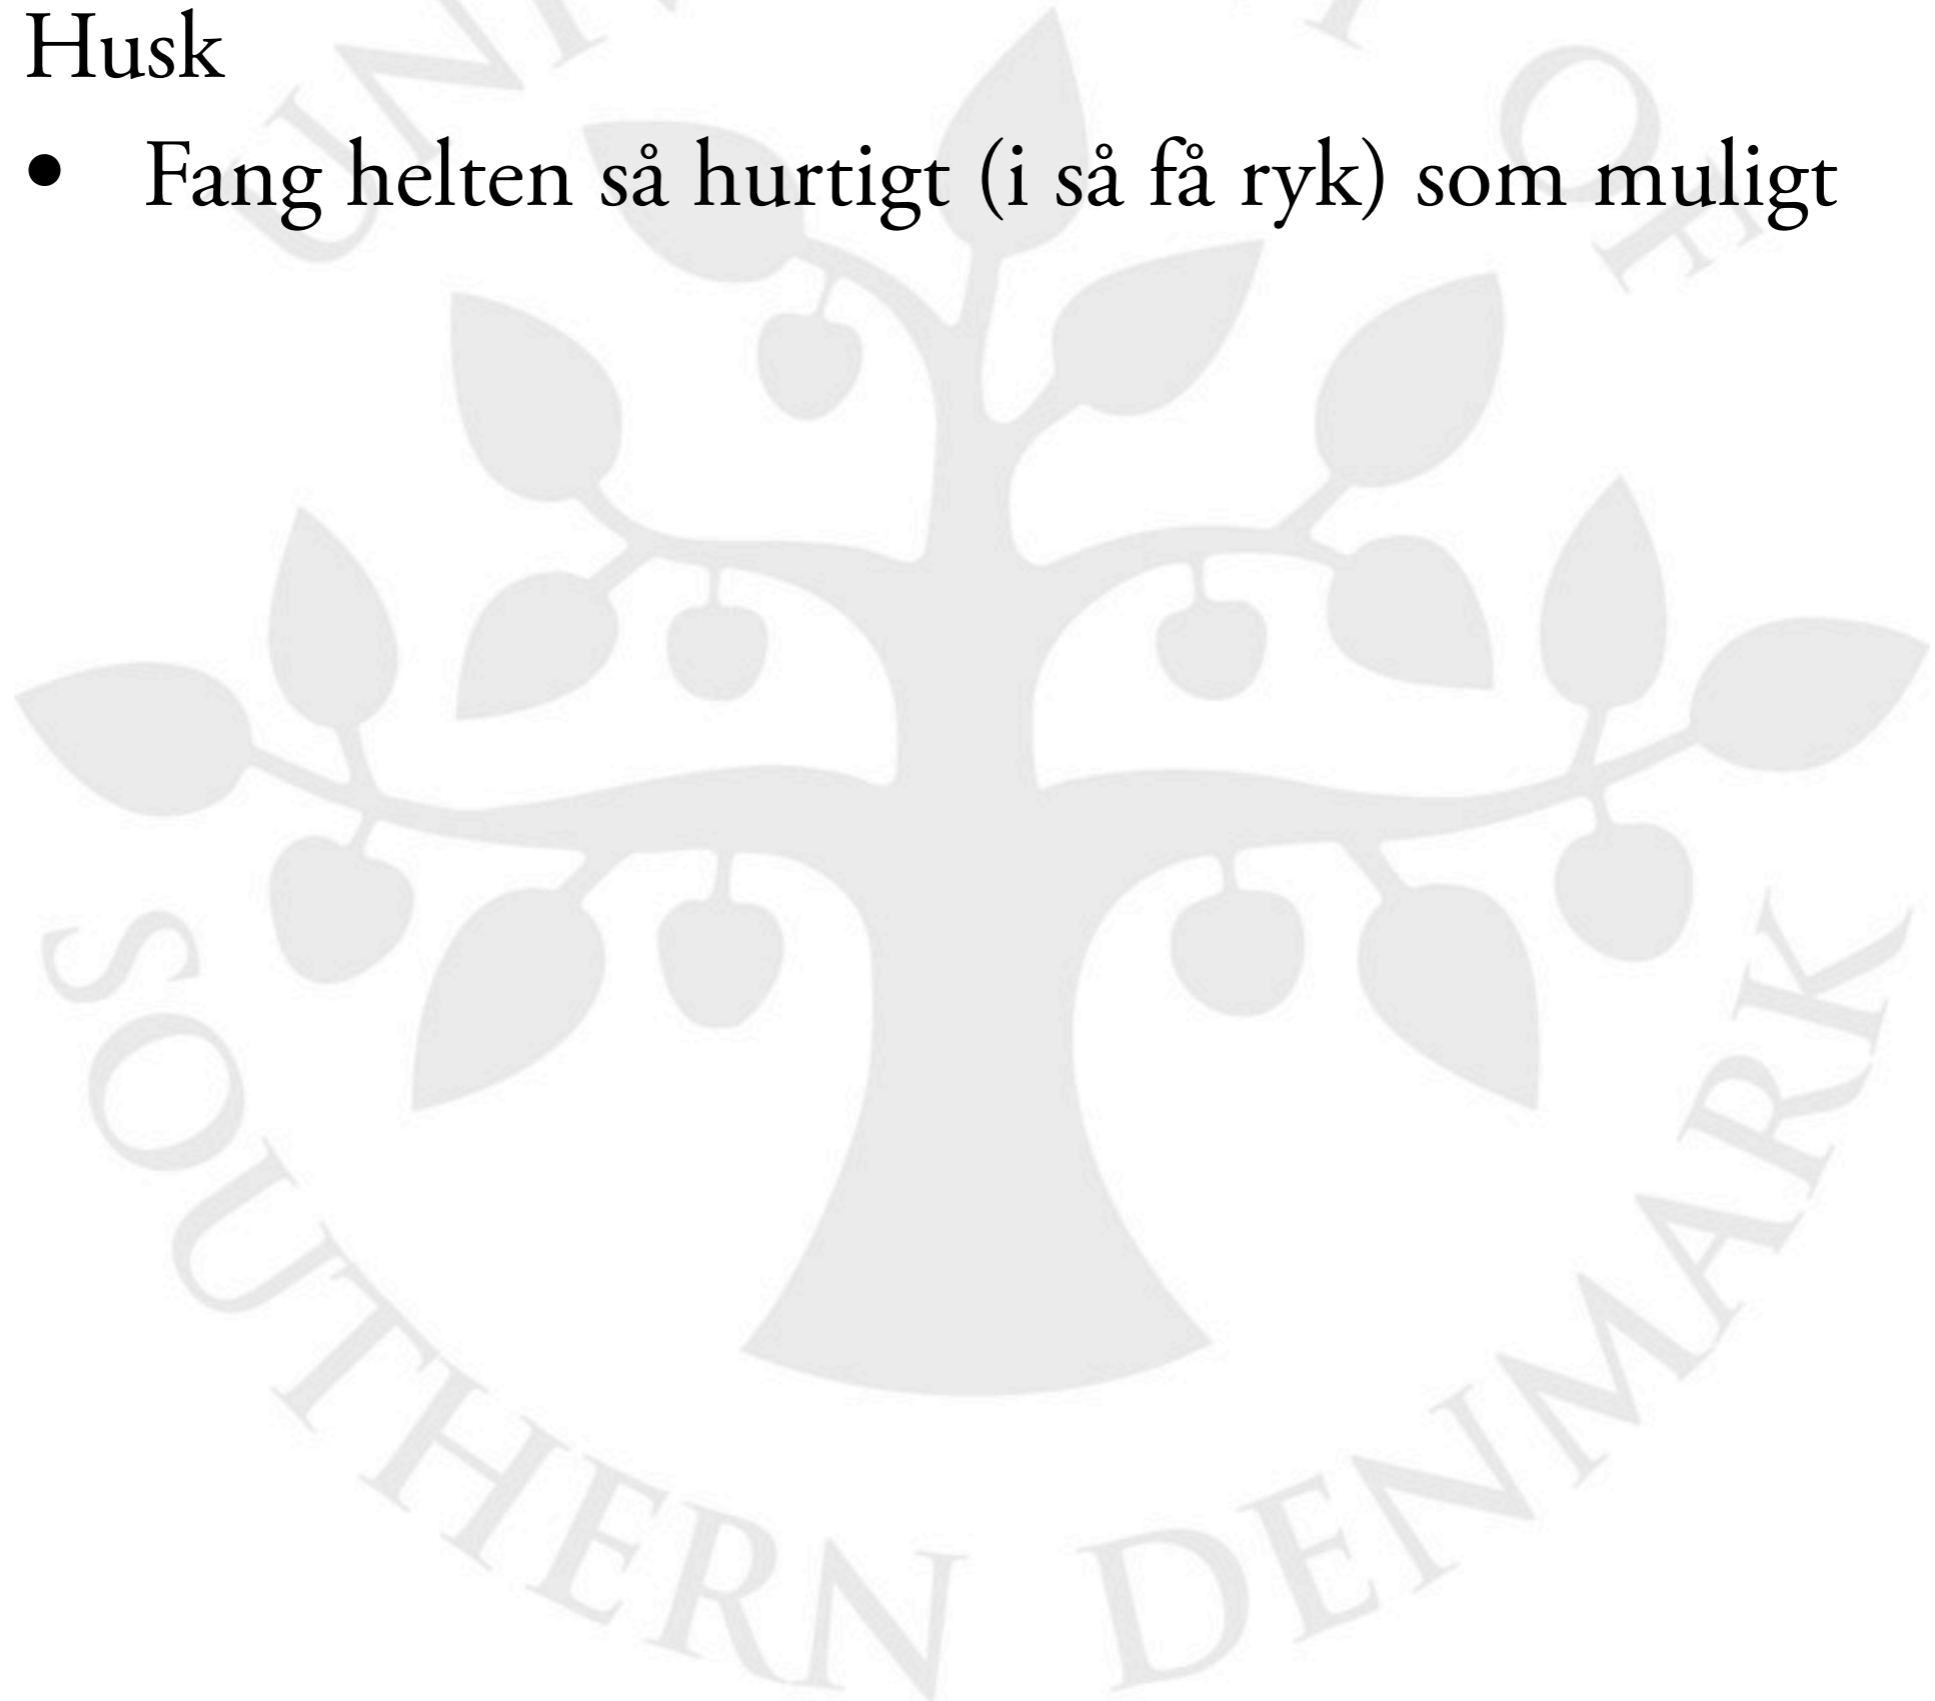 Husk
• Fang helten så hurtigt (i så få ryk) som muligt
SOUTHERN DENMARK